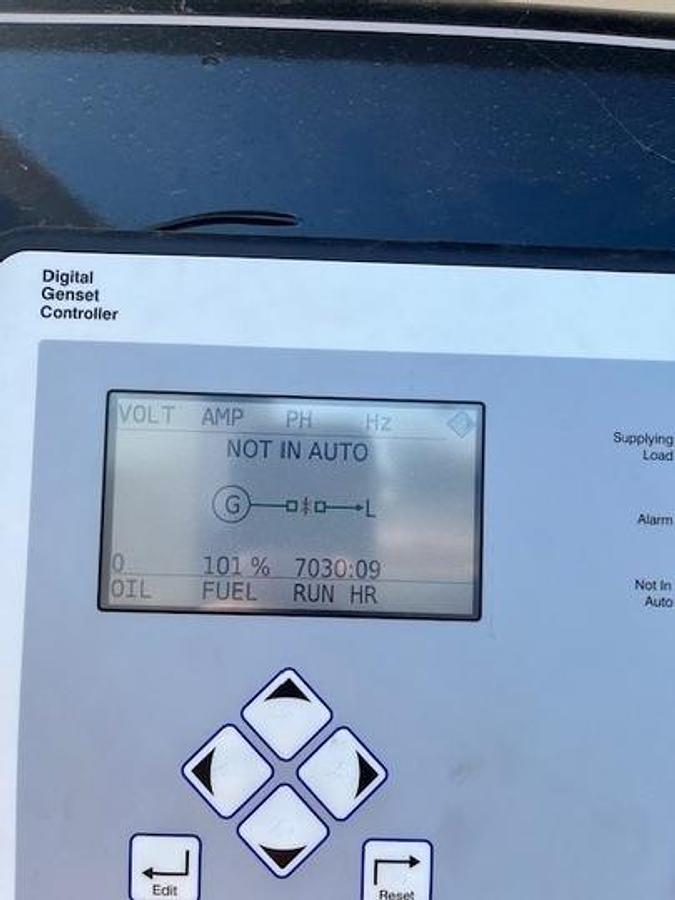 Digital
Genset
Controller
VOLT AMP PH Hz
NOT IN AUTO
G L
0 101 % 7030:09
OIL FUEL RUN HR
Supplying
Load
Alarm
Not In
Auto
Edit
Reset